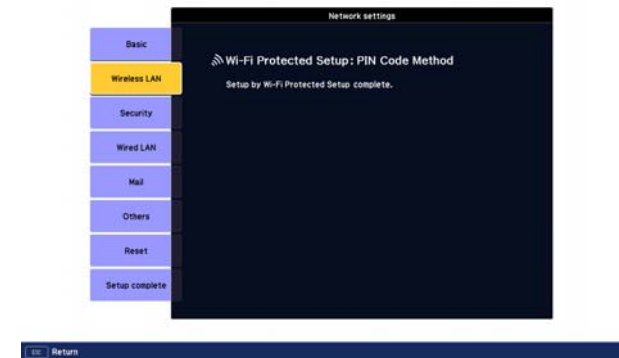 Network settings
Basic
Wireless LAN
Security
Wired LAN
Mail
Others
Reset
Setup complete
Wi-Fi Protected Setup: PIN Code Method
Setup by Wi-Fi Protected Setup complete.
Esc Return